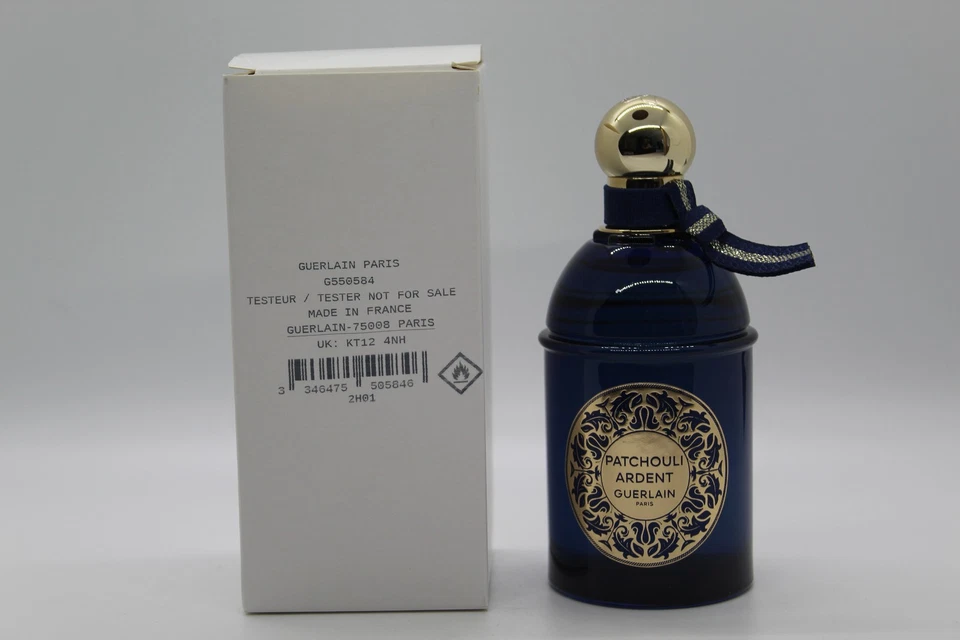 GUERLAIN PARIS
G550584
TESTEUR / TESTER NOT FOR SALE
MADE IN FRANCE
GUERLAIN-75008 PARIS
UK: KT12 4NH
3 346475 505846
2H01
PATCHOULI
ARDENT
GUERLAIN
PARIS